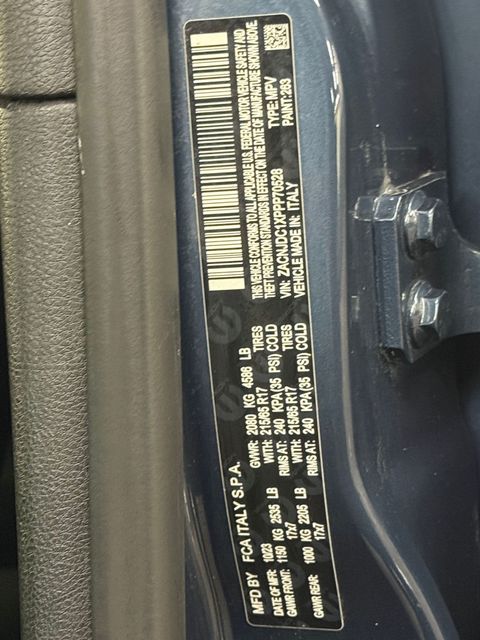 MFD BY FCA ITALY S.P.A.
DATE OF MFR: 10/23 GVWR: 2080 KG 4586 LB
GAWR FRONT: 1150 KG 2535 LB WITH: 215/65 R17 TIRES
17x7 RIMS AT: 240 KPA (35 PSI) COLD
GAWR REAR: 1000 KG 2205 LB WITH: 215/65 R17 TIRES
17x7 RIMS AT: 240 KPA (35 PSI) COLD
THIS VEHICLE CONFORMS TO ALL APPLICABLE U.S. FEDERAL MOTOR VEHICLE SAFETY AND
THEFT PREVENTION STANDARDS IN EFFECT ON THE DATE OF MANUFACTURE SHOWN ABOVE.
VIN: ZACNJDC1XPPP70528 TYPE: MPV
VEHICLE MADE IN: ITALY PAINT: 283